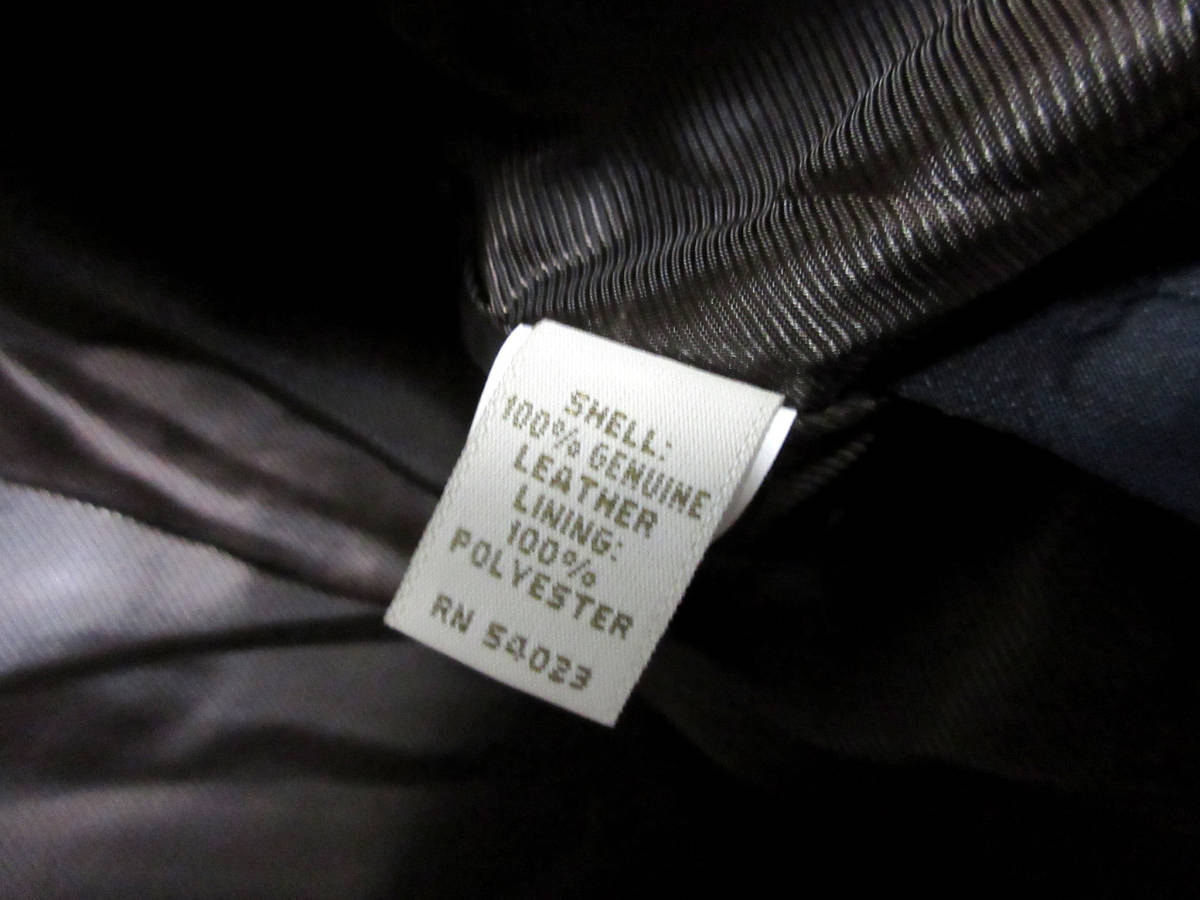 SHELL:
100% GENUINE
LEATHER
LINING:
100%
POLYESTER
RN 54023